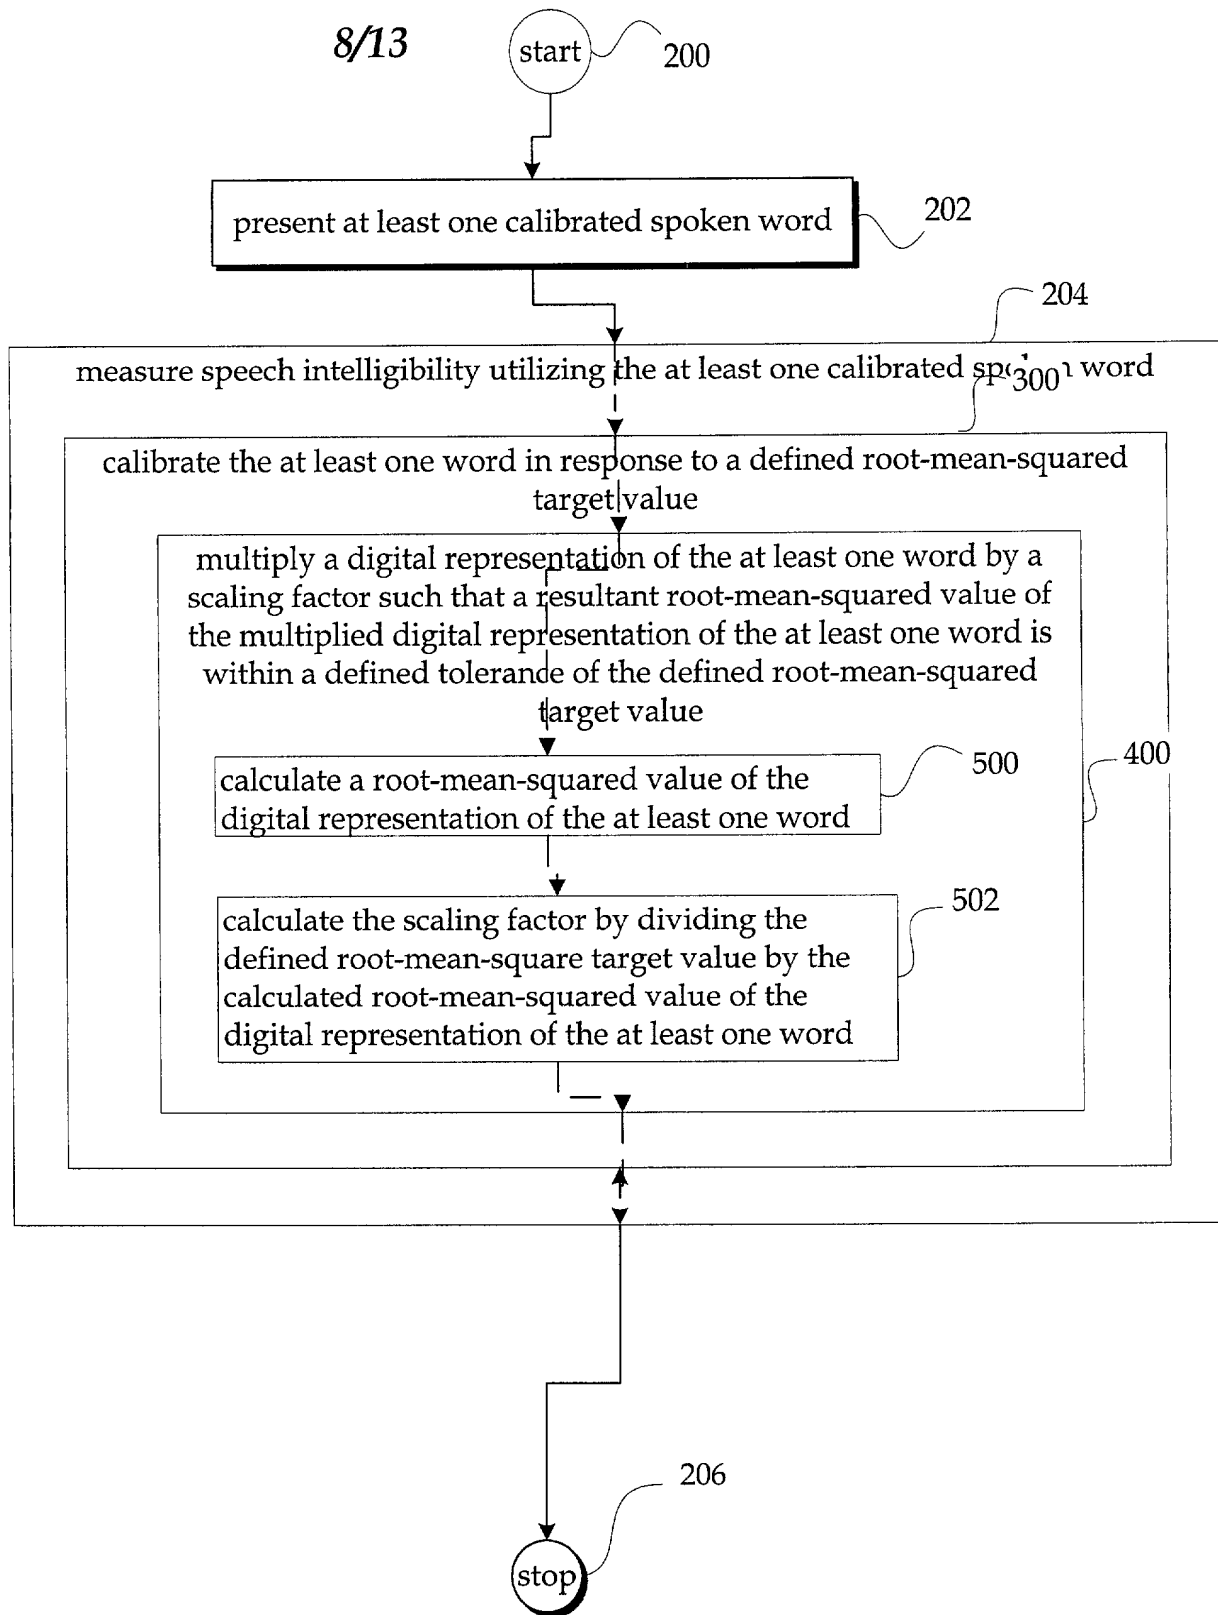 8/13
start
200
present at least one calibrated spoken word
202
204
measure speech intelligibility utilizing the at least one calibrated word
300
calibrate the at least one word in response to a defined root-mean-squared
target value
multiply a digital representation of the at least one word by a
scaling factor such that a resultant root-mean-squared value of
the multiplied digital representation of the at least one word is
within a defined tolerance of the defined root-mean-squared
target value
400
calculate a root-mean-squared value of the
digital representation of the at least one word
500
calculate the scaling factor by dividing the
defined root-mean-square target value by the
calculated root-mean-squared value of the
digital representation of the at least one word
502
206
stop